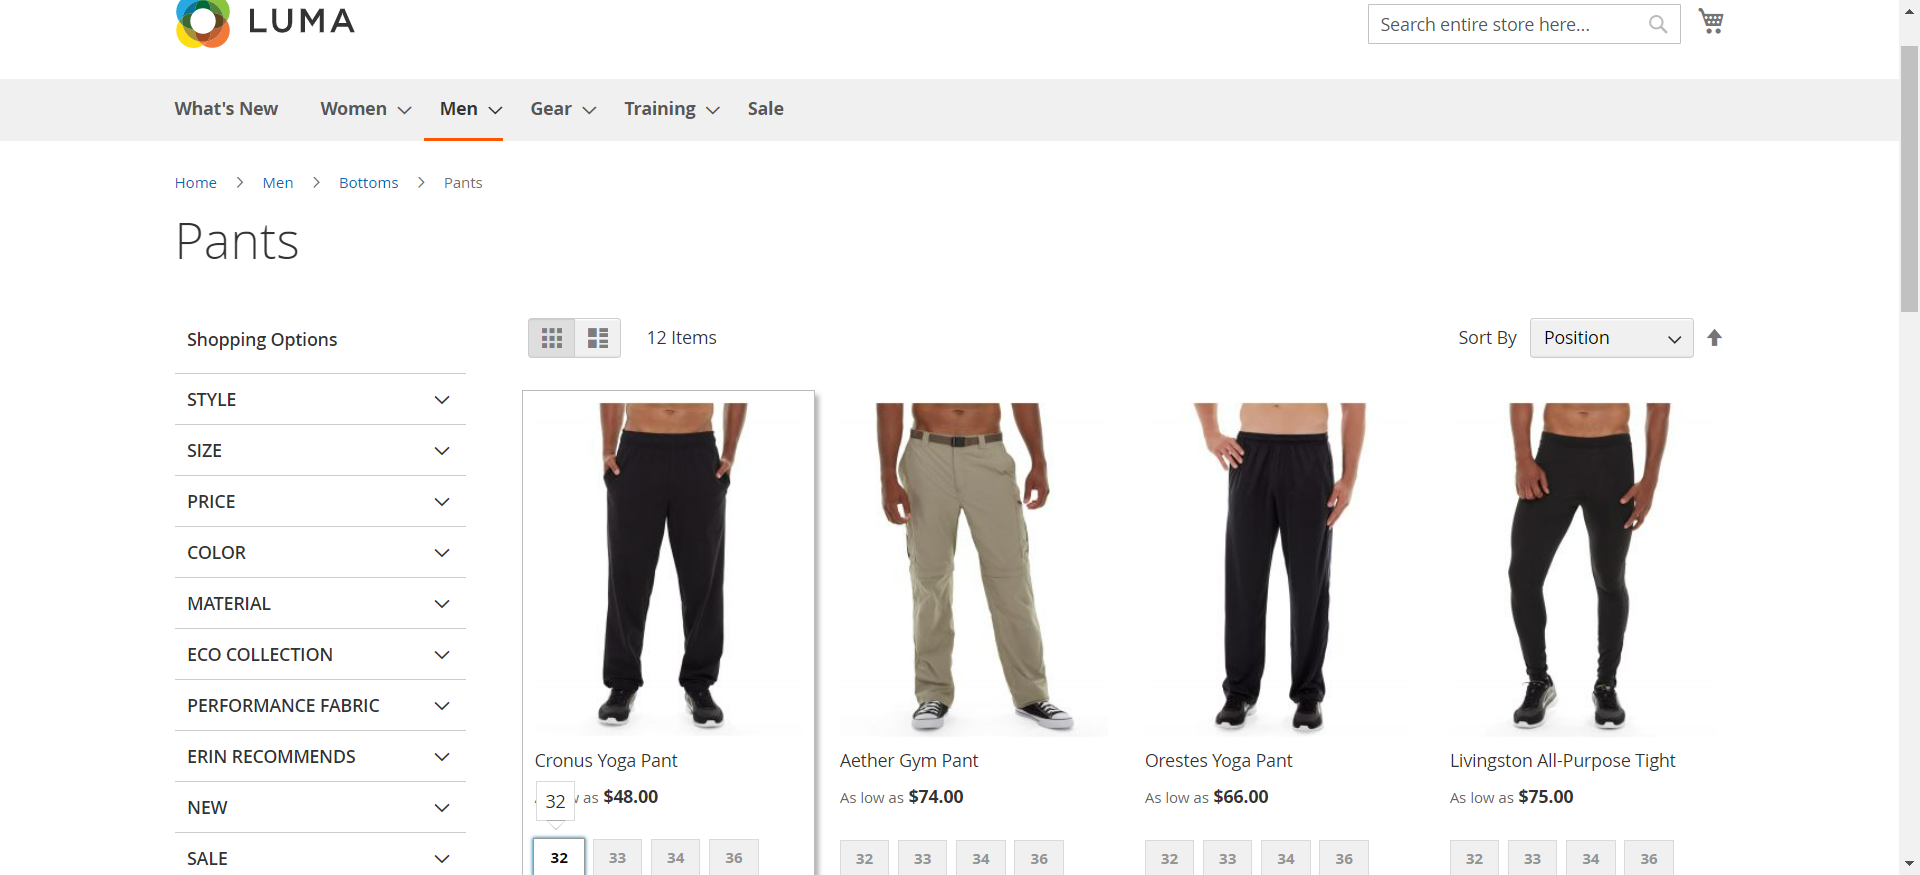 LUMA
Search entire store here...
What's New Women Men Gear Training Sale
Home > Men > Bottoms > Pants
Pants
Shopping Options
STYLE
SIZE
PRICE
COLOR
MATERIAL
ECO COLLECTION
PERFORMANCE FABRIC
ERIN RECOMMENDS
NEW
SALE
12 Items
Sort By Position
Cronus Yoga Pant
as $48.00
32
32 33 34 36
Aether Gym Pant
As low as $74.00
32 33 34 36
Orestes Yoga Pant
As low as $66.00
32 33 34 36
Livingston All-Purpose Tight
As low as $75.00
32 33 34 36